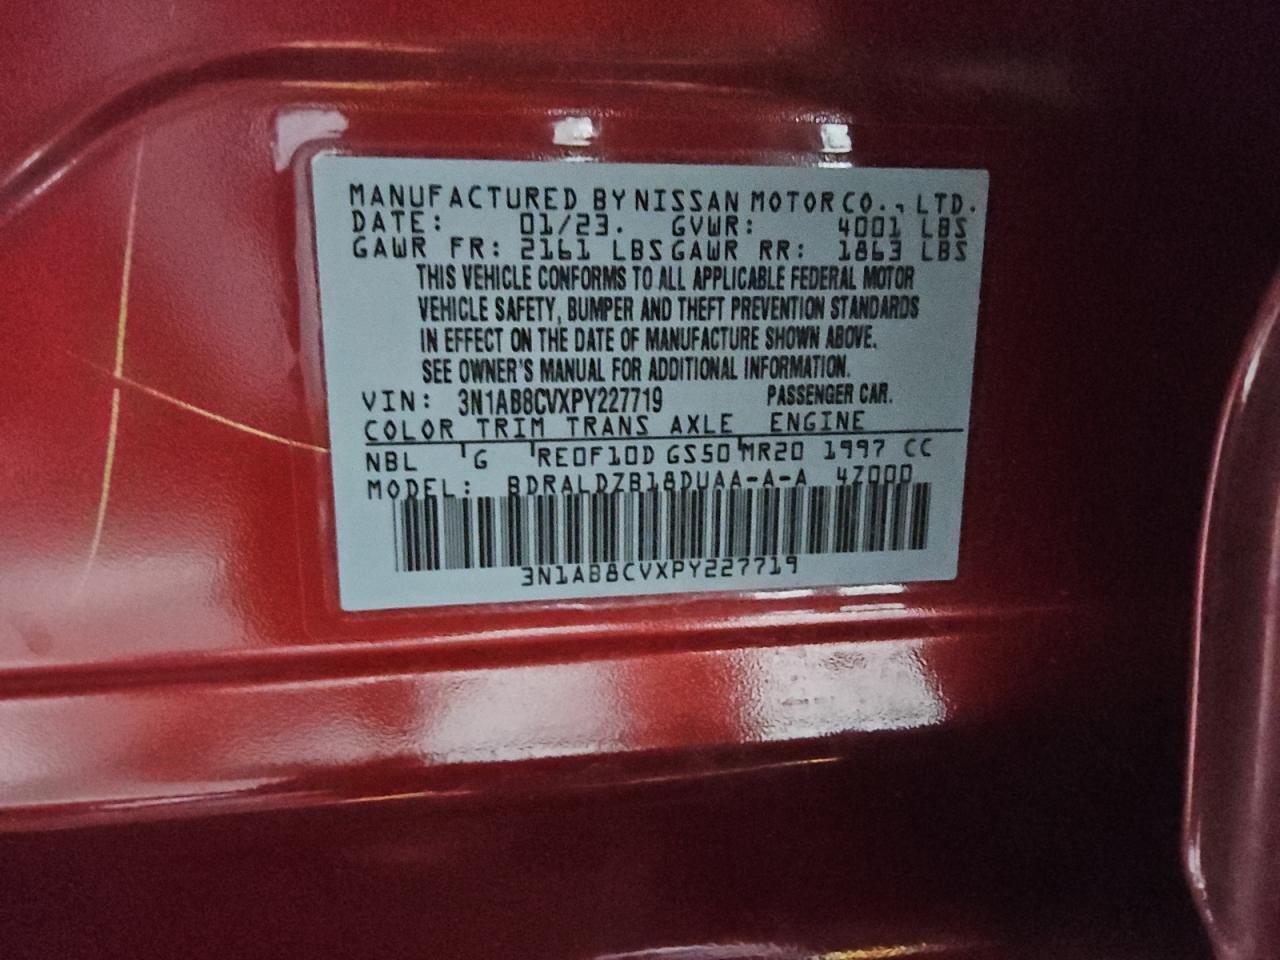 MANUFACTURED BY NISSAN MOTOR CO., LTD.
DATE: 01/23. GVWR: 4001 LBS
GAWR FR: 2161 LBS GAWR RR: 1863 LBS
THIS VEHICLE CONFORMS TO ALL APPLICABLE FEDERAL MOTOR
VEHICLE SAFETY, BUMPER AND THEFT PREVENTION STANDARDS
IN EFFECT ON THE DATE OF MANUFACTURE SHOWN ABOVE.
SEE OWNER'S MANUAL FOR ADDITIONAL INFORMATION.
VIN: 3N1AB8CVXPY227719 PASSENGER CAR.
COLOR TRIM TRANS AXLE ENGINE
NBL G RE0F10D GS50 MR20 1997 CC
MODEL: BDRALDZB18DUAA-A-A 4Z000
3N1AB8CVXPY227719